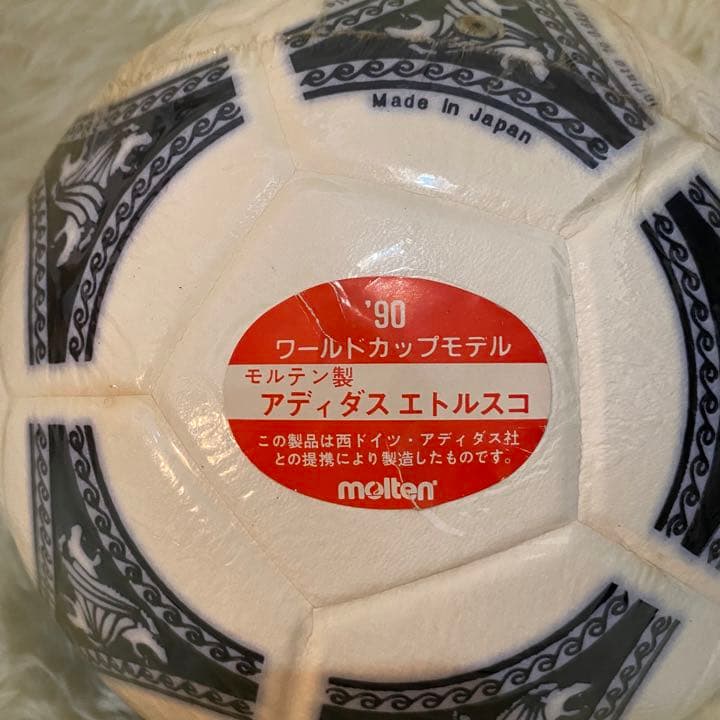 Made in Japan
'90
ワールドカップモデル
モルテン製
アディダス エトルスコ
この製品は西ドイツ・アディダス社
との提携により製造したものです。
molten